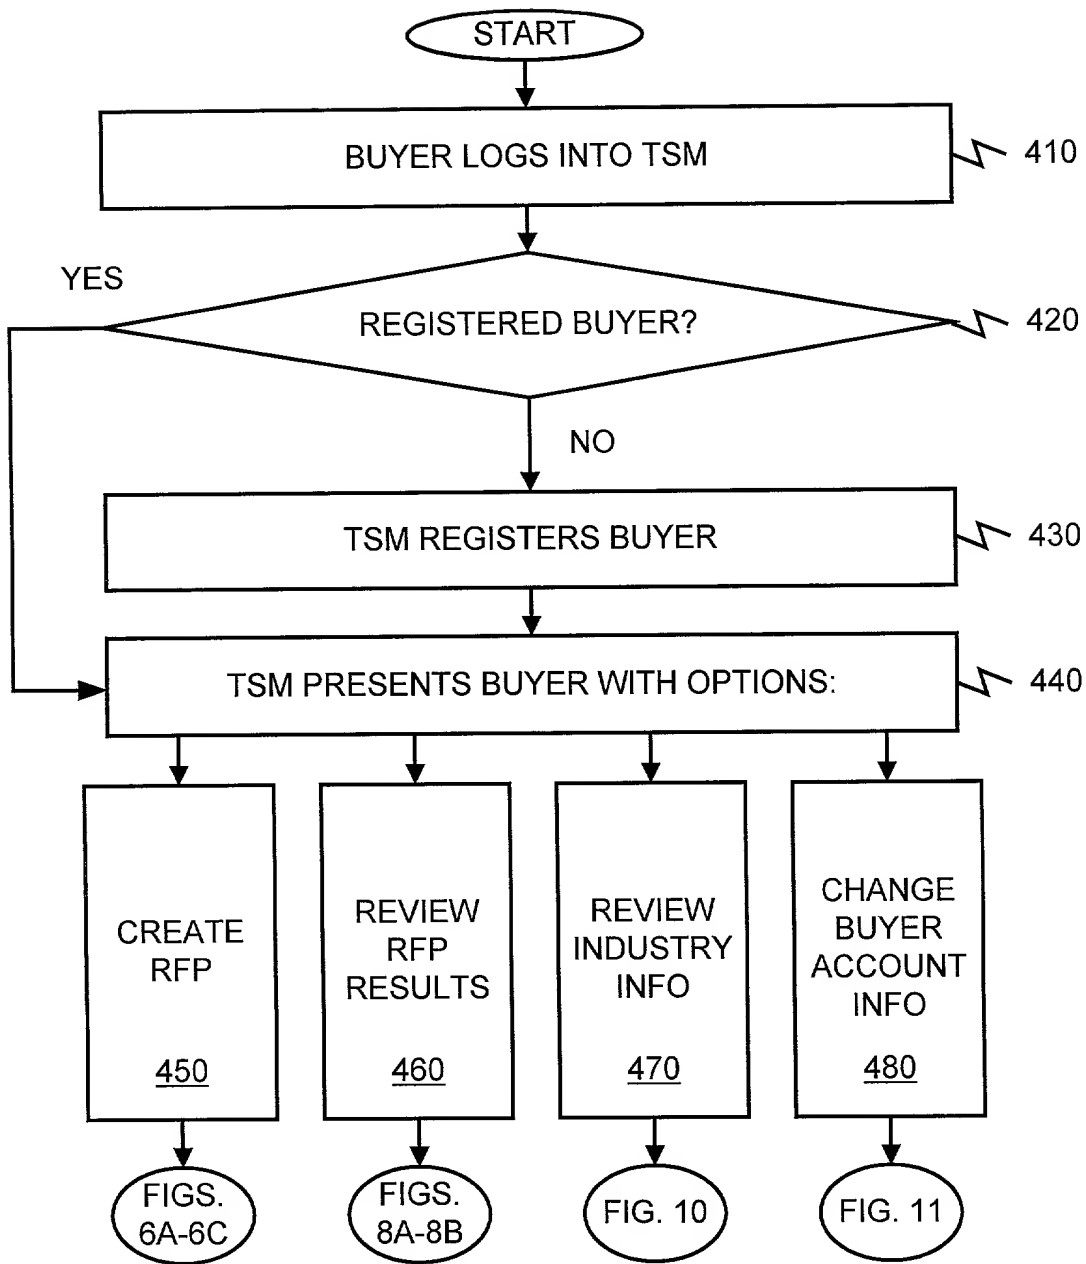 START
BUYER LOGS INTO TSM
410
YES
REGISTERED BUYER?
420
NO
TSM REGISTERS BUYER
430
TSM PRESENTS BUYER WITH OPTIONS:
440
CREATE
RFP
450
REVIEW
RFP
RESULTS
460
REVIEW
INDUSTRY
INFO
470
CHANGE
BUYER
ACCOUNT
INFO
480
FIGS.
6A-6C
FIGS.
8A-8B
FIG. 10
FIG. 11